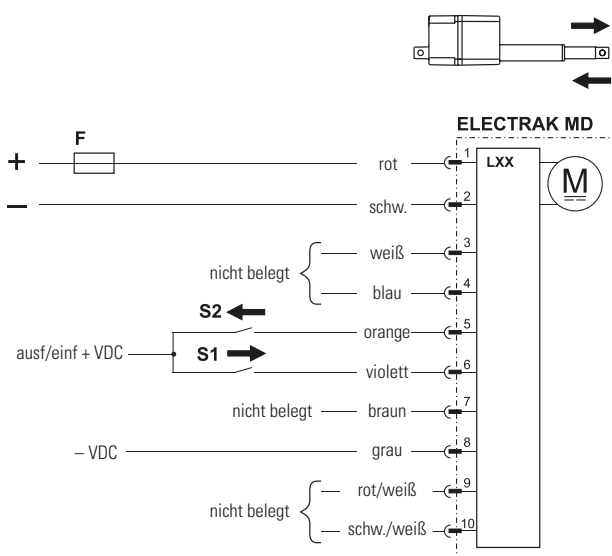 ELECTRAK MD
F
+ rot 1 LXX
M
– schw. 2
weiß 3
nicht belegt
blau 4
S2
orange 5
ausf/einf + VDC
S1
violett 6
nicht belegt braun 7
– VDC grau 8
rot/weiß 9
nicht belegt
schw./weiß 10